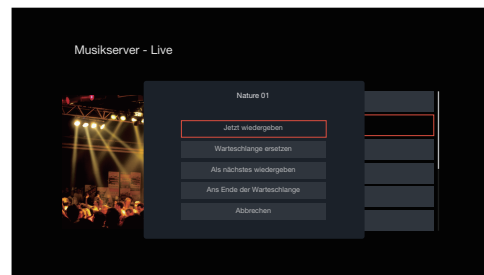 Musikserver - Live
Nature 01
Jetzt wiedergeben
Warteschlange ersetzen
Als nächstes wiedergeben
Ans Ende der Warteschlange
Abbrechen